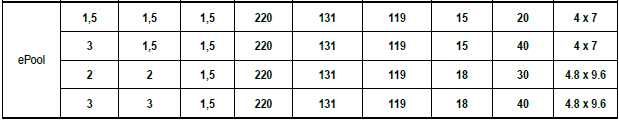 1,5 1,5 1,5 220 131 119 15 20 4 x 7
3 1,5 1,5 220 131 119 15 40 4 x 7
ePool
2 2 1,5 220 131 119 18 30 4.8 x 9.6
3 3 1,5 220 131 119 18 40 4.8 x 9.6